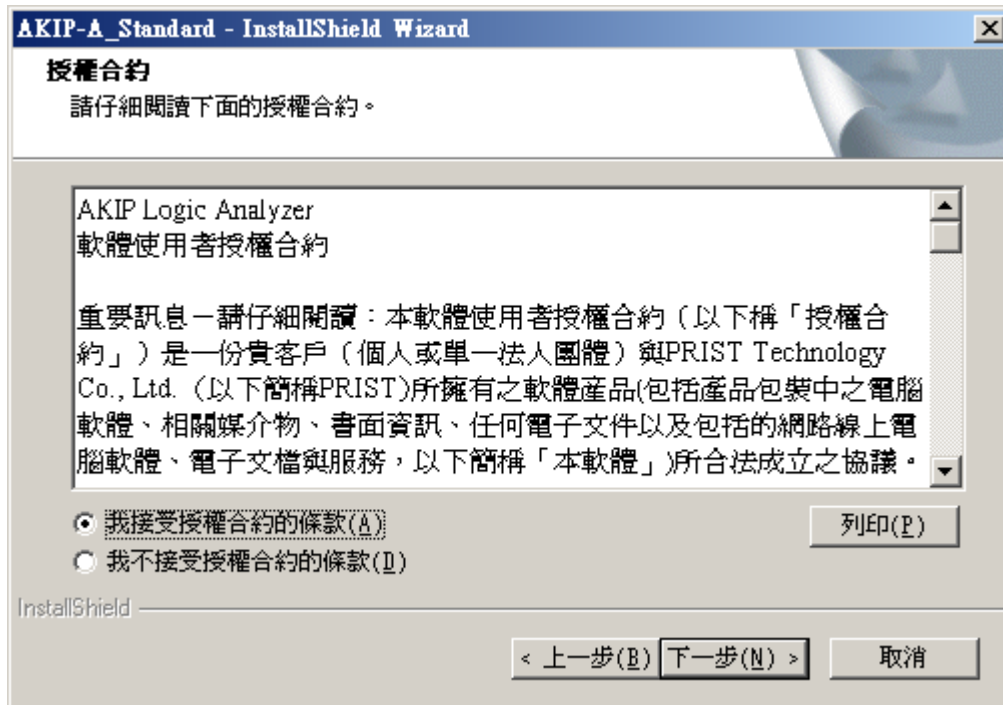 AKIP-A_Standard - InstallShield Wizard
授權合約
請仔細閱讀下面的授權合約。
AKIP Logic Analyzer
軟體使用者授權合約
重要訊息－請仔細閱讀：本軟體使用者授權合約（以下稱「授權合
約」）是一份貴客戶（個人或單一法人團體）與PRIST Technology
Co., Ltd.（以下簡稱PRIST)所擁有之軟體產品(包括產品包裝中之電腦
軟體、相關媒介物、書面資訊、任何電子文件以及包括的網路線上電
腦軟體、電子文檔與服務，以下簡稱「本軟體」)所合法成立之協議。
我接受授權合約的條款(A)
列印(P)
我不接受授權合約的條款(D)
InstallShield
< 上一步(B) 下一步(N) > 取消